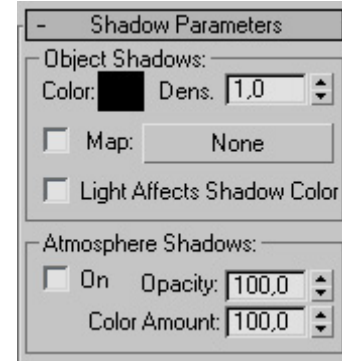 - Shadow Parameters
Object Shadows:
Color: Dens. 1,0
Map: None
Light Affects Shadow Color
Atmosphere Shadows:
On Opacity: 100,0
Color Amount: 100,0